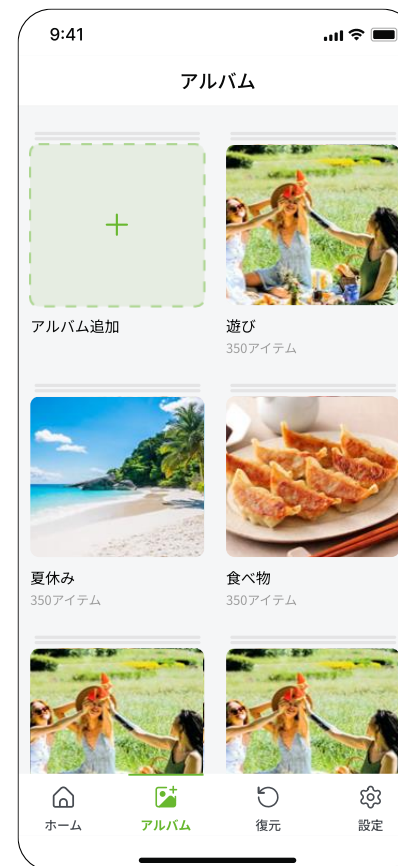 9:41
アルバム
アルバム追加
遊び
350アイテム
夏休み
350アイテム
食べ物
350アイテム
ホーム
アルバム
復元
設定